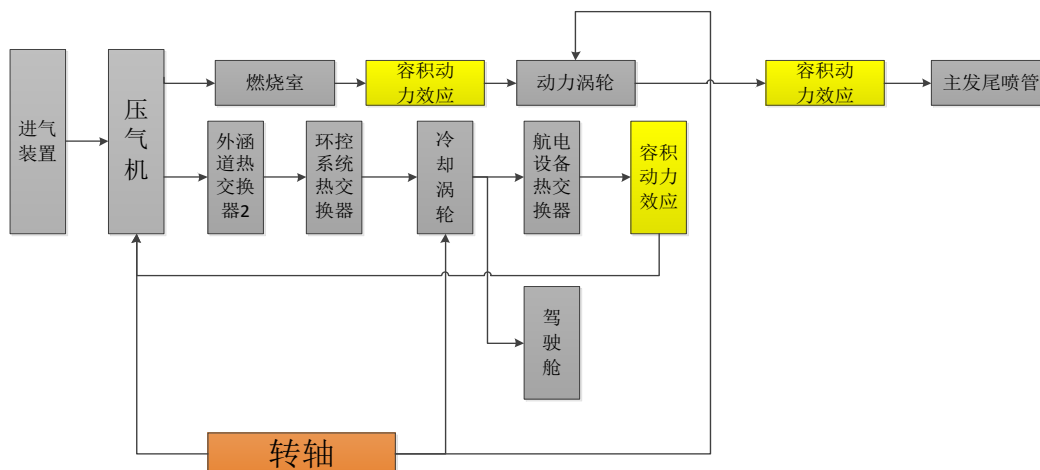 进气
装置
压
气
机
燃烧室
容积动
力效应
动力涡轮
容积动
力效应
主发尾喷管
外涵
道热
交换
器2
环控
系统
热交
换器
冷
却
涡
轮
航电
设备
热交
换器
容积
动力
效应
驾
驶
舱
转轴